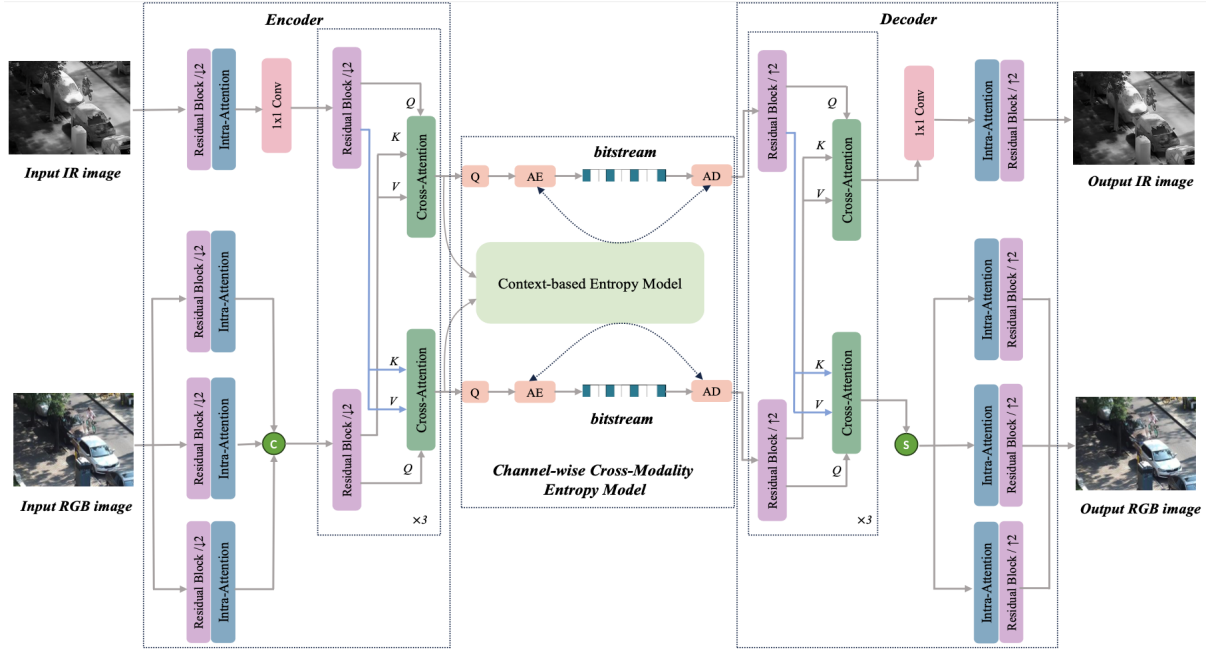 Encoder
Decoder
Residual Block /↓2
Intra-Attention
1x1 Conv
Residual Block /↓2
Q
K
V
Cross-Attention
Input IR image
Residual Block /↓2
Intra-Attention
Residual Block /↓2
Intra-Attention
C
Input RGB image
Residual Block /↓2
Intra-Attention
Residual Block /↓2
K
V
Q
Cross-Attention
×3
bitstream
Q
AE
AD
Context-based Entropy Model
Q
AE
AD
bitstream
Channel-wise Cross-Modality
Entropy Model
Residual Block / ↑2
Q
K
V
Cross-Attention
1x1 Conv
Intra-Attention
Residual Block / ↑2
Output IR image
Residual Block / ↑2
K
V
Q
Cross-Attention
×3
S
Intra-Attention
Residual Block / ↑2
Intra-Attention
Residual Block / ↑2
Output RGB image
Intra-Attention
Residual Block / ↑2